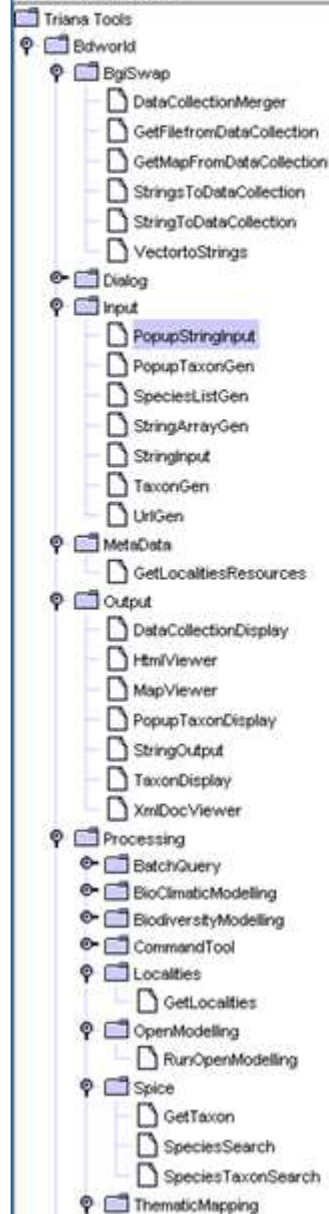 Triana Tools
Bdworld
BgiSwap
DataCollectionMerger
GetFilefromDataCollection
GetMapFromDataCollection
StringsToDataCollection
StringToDataCollection
VectortoStrings
Dialog
Input
PopupStringInput
PopupTaxonGen
SpeciesListGen
StringArrayGen
StringInput
TaxonGen
UrlGen
MetaData
GetLocalitiesResources
Output
DataCollectionDisplay
HtmlViewer
MapViewer
PopupTaxonDisplay
StringOutput
TaxonDisplay
XmlDocViewer
Processing
BatchQuery
BioClimaticModelling
BiodiversityModelling
CommandTool
Localities
GetLocalities
OpenModelling
RunOpenModelling
Spice
GetTaxon
SpeciesSearch
SpeciesTaxonSearch
ThematicMapping